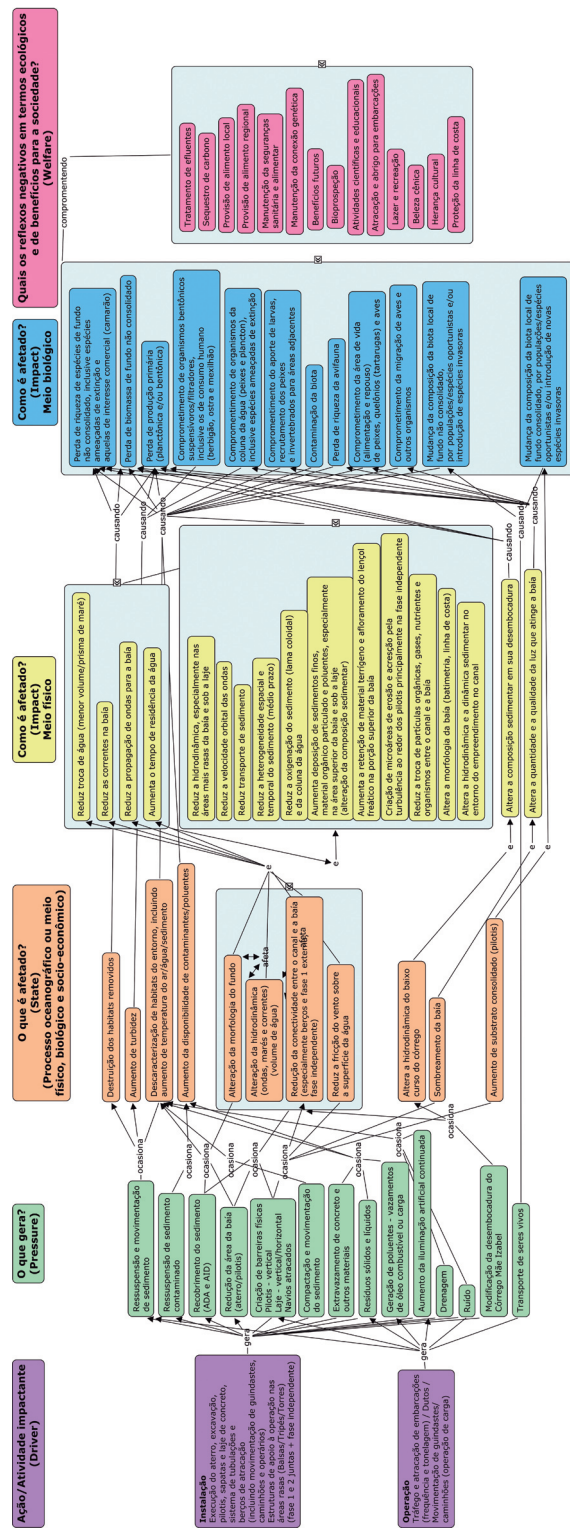 Ação/Atividade impactante
(Driver)
Instalação
Execução do aterro, excavação,
pilotis, sapatas e laje de concreto,
sistema de tubulações e
berços de atracação
(incluindo movimentação de guindastes,
caminhões e operários)
Estruturas de apoio à operação nas
áreas rasas (Balsas/Tripés/Torres)
(fase 1 e 2 juntas + fase independente)
Operação
Tráfego e atracação de embarcações
(frequência e tonelagem) / Dutos /
Movimentação de guindastes/
caminhões (operação de carga)
gera
gera
O que gera?
(Pressure)
Ressuspensão e movimentação
de sedimento
Ressuspensão de sedimento
contaminado
Recobrimento do sedimento
(ADA e AID)
Redução da área da baía
(aterro/pilotis)
Criação de barreiras físicas
Pilotis - vertical
Laje - vertical/horizontal
Navios atracados
Compactação e movimentação
do sedimento
Extravazamento de concreto e
outros materiais
Resíduos sólidos e líquidos
Geração de poluentes - vazamentos
de óleo combustível ou carga
Aumento da iluminação artificial continuada
Dremagem
Ruído
Modificação da desembocadura do
Córrego Mãe Izabel
Transporte de seres vivos
ocasiona
ocasiona
ocasiona
ocasiona
ocasiona
ocasiona
ocasiona
ocasiona
O que é afetado?
(State)
(Processo oceanográfico ou meio
físico, biológico e socio-econômico)
Destruição dos habitats removidos
Aumento de turbidez
Descaracterização de habitats do entorno, incluindo
aumento de temperatura do ar/água/sedimento
Aumento da disponibilidade de contaminantes/poluentes
Alteração da morfologia do fundo
Alteração da hidrodinâmica
(ondas, marés e correntes)
(volume de água)
afeta
Redução da conectividade entre o canal e a baía
(especialmente berços e fase 1 externa,
fase independente)
Reduz a fricção do vento sobre
a superfície da água
Altera a hidrodinâmica do baixo
curso do córrego
Sombreamento da baía
Aumento de substrato consolidado (pilotis)
e
e
e
e
e
Como é afetado?
(Impact)
Meio físico
Reduz troca de água (menor volume/prisma de maré)
Reduz as correntes na baía
Reduz a propagação de ondas para a baía
Aumenta o tempo de residência da água
Reduz a hidrodinâmica, especialmente nas
áreas mais rasas da baía e sob a laje
Reduz a velocidade orbital das ondas
Reduz transporte de sedimento
Reduz a heterogeneidade espacial e
temporal do sedimento (médio prazo)
Reduz a oxigenação do sedimento (lama coloidal)
e da coluna da água
Aumenta deposição de sedimentos finos,
material orgânico particulado e poluentes, especialmente
na área superior da baía e sob a laje
(alteração da composição sedimentar)
Aumenta a retenção de material terrígeno e afloramento do lençol
freático na porção superior da baía
Criação de microáreas de erosão e acresção pela
turbulência ao redor dos pilotis principalmente na fase independente
Reduz a troca de partículas orgânicas, gases, nutrientes e
organismos entre o canal e a baía
Altera a morfologia da baía (batimetria, linha de costa)
Altera a hidrodinâmica e a dinâmica sedimentar no
entorno do empreendimento no canal
Altera a composição sedimentar em sua desembocadura
Altera a quantidade e a qualidade da luz que atinge a baía
causando
causando
causando
causando
causando
Como é afetado?
(Impact)
Meio biológico
Perda de riqueza de espécies de fundo
não consolidado, inclusive espécies
ameaçadas de extinção e
aquelas de interesse comercial (camarão)
Perda de biomassa de fundo não consolidado
Perda de produção primária
(planctônica e/ou bentônica)
Comprometimento de organismos bentônicos
suspensívoros/filtradores,
inclusive os de consumo humano
(berbigão, ostra e mexilhão)
Comprometimento de organismos da
coluna da água (peixes e plancton),
inclusive espécies ameaçadas de extinção
Comprometimento do aporte de larvas,
recrutamento dos peixes
e invertebrados para áreas adjacentes
Contaminação da biota
Perda de riqueza da avifauna
Comprometimento da área de vida
(alimentação e repouso)
de peixes, quelônios (tartarugas) e aves
Comprometimento da migração de aves e
outros organismos
Mudança da composição da biota local de
fundo não consolidado,
por populações/espécies oportunistas e/ou
introdução de espécies invasoras
Mudança da composição da biota local de
fundo consolidado, por populações/espécies
oportunistas e/ou introdução de novas
espécies invasoras
comprometendo
Quais os reflexos negativos em termos ecológicos
e de benefícios para a sociedade?
(Welfare)
Tratamento de efluentes
Sequestro de carbono
Provisão de alimento local
Provisão de alimento regional
Manutenção da seguranças
sanitária e alimentar
Manutenção da conexão genética
Benefícios futuros
Bioprospeção
Atividades científicas e educacionais
Atracação e abrigo para embarcações
Lazer e recreação
Beleza cênica
Herança cultural
Proteção da linha de costa